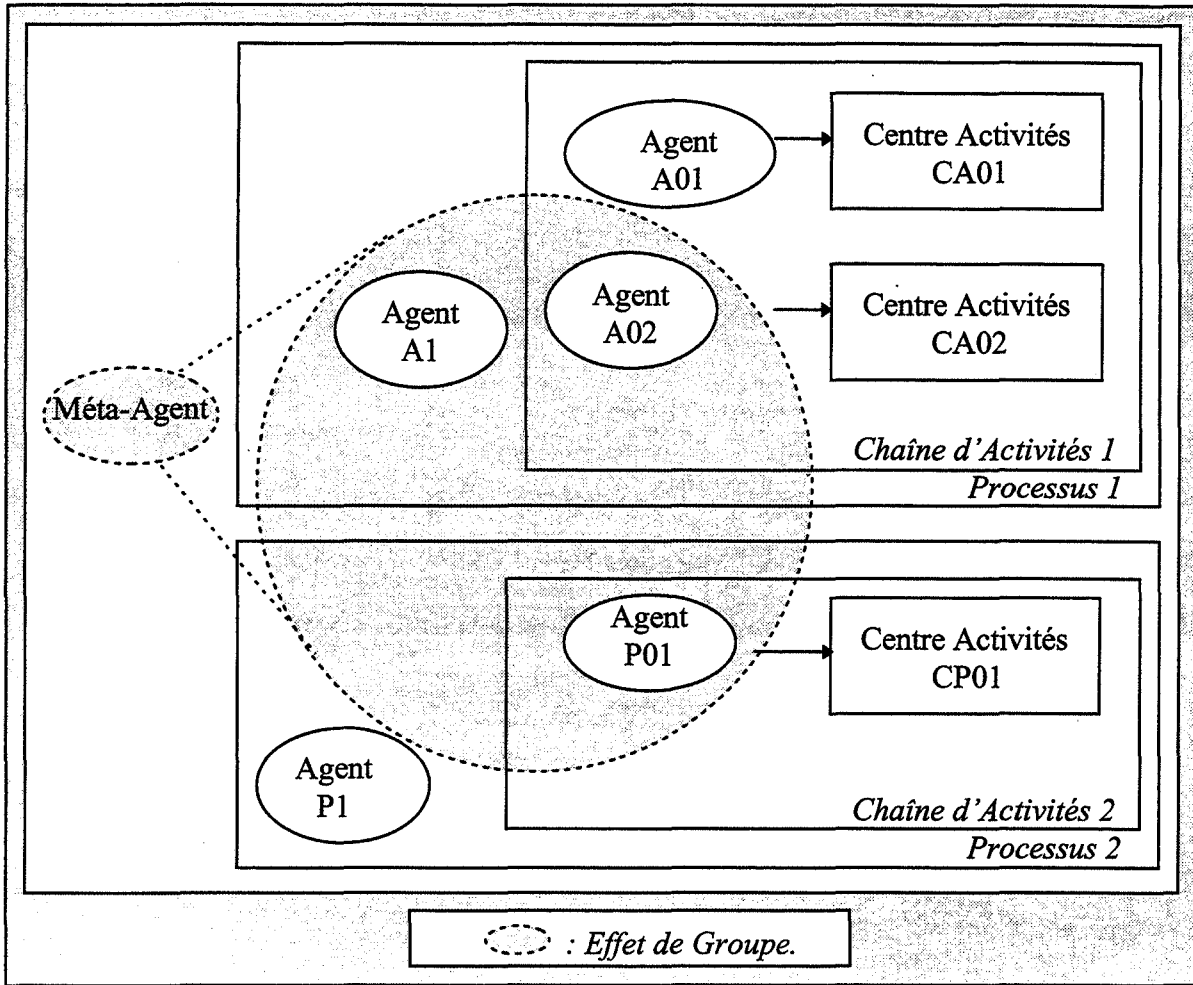 Agent
A01
Centre Activités
CA01
Agent
A1
Agent
A02
Centre Activités
CA02
Méta-Agent
Chaîne d'Activités 1
Processus 1
Agent
P01
Centre Activités
CP01
Agent
P1
Chaîne d'Activités 2
Processus 2
: Effet de Groupe.